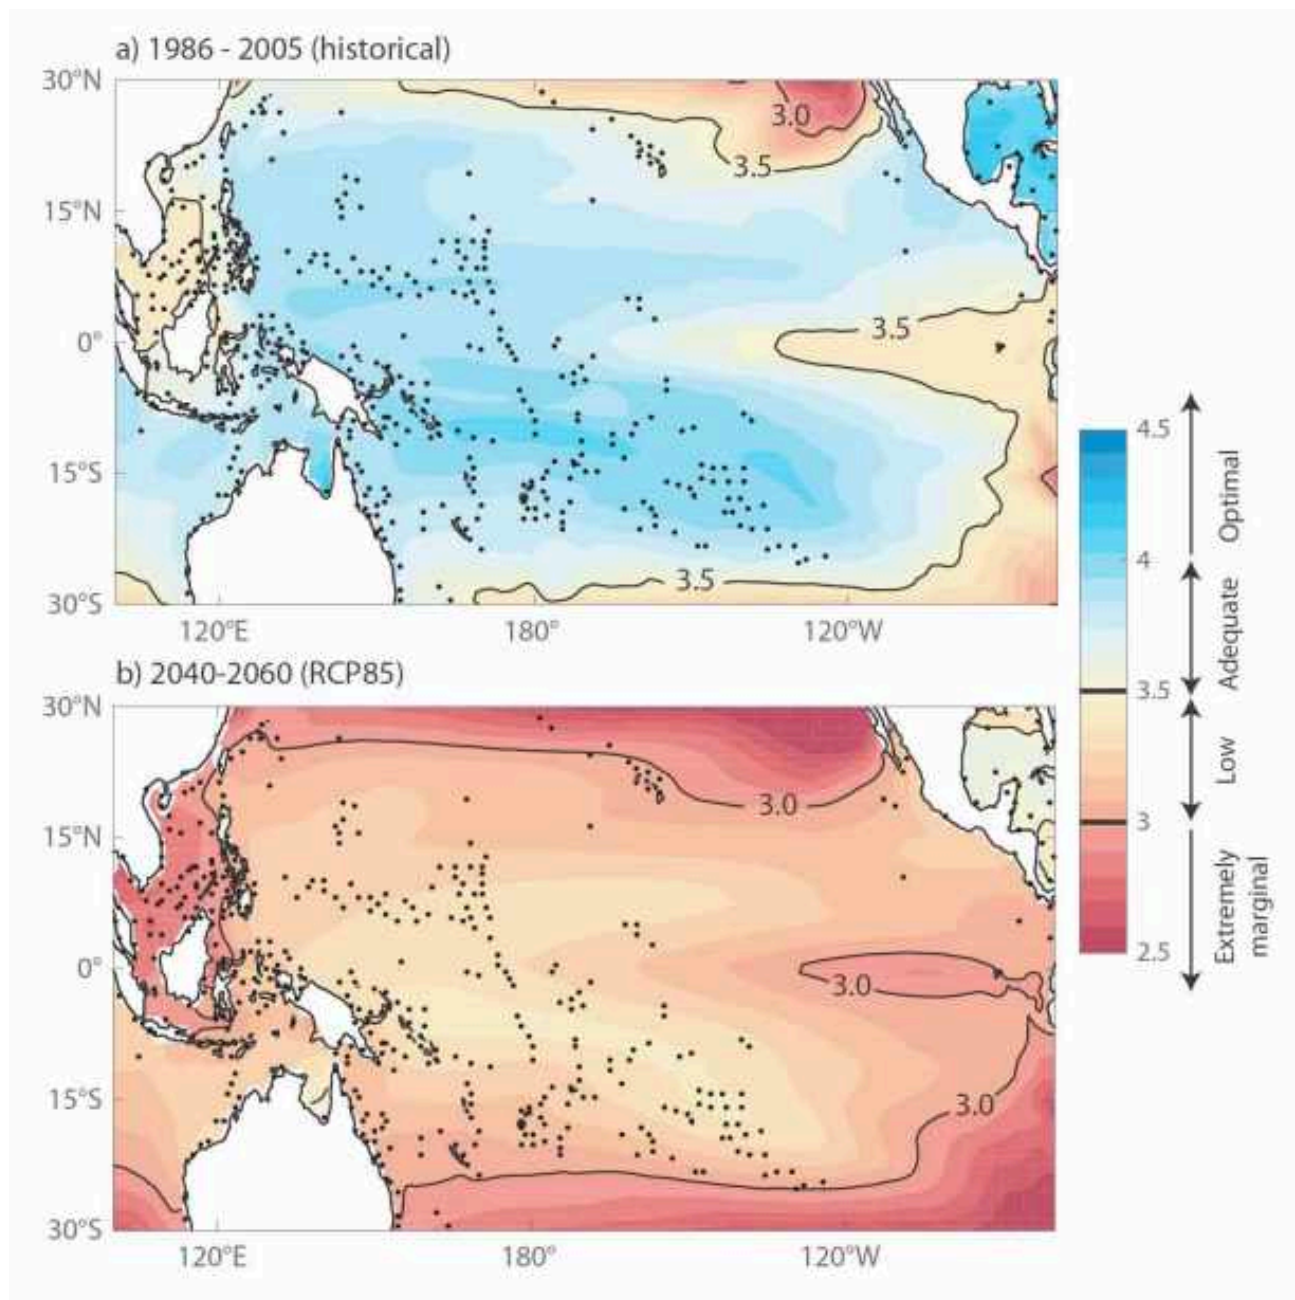 a) 1986 - 2005 (historical)
30°N
15°N
0°
15°S
30°S
3.0
3.5
3.5
3.5
120°E
180°
120°W
b) 2040-2060 (RCP85)
30°N
15°N
0°
15°S
30°S
3.0
3.0
3.0
120°E
180°
120°W
4.5
4
3.5
3
2.5
Optimal
Adequate
Low
Extremely
marginal